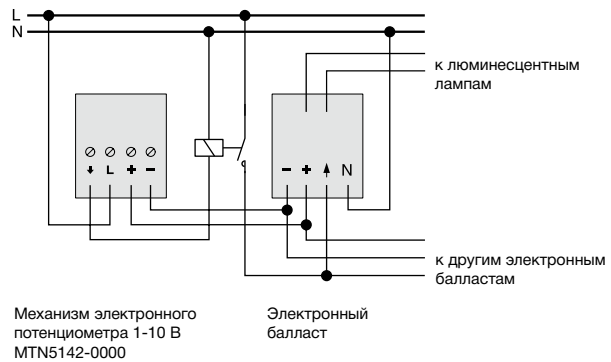 L
N
к люминесцентным
лампам
L + −
− + N
к другим электронным
балластам
Механизм электронного
потенциометра 1-10 В
MTN5142-0000
Электронный
балласт